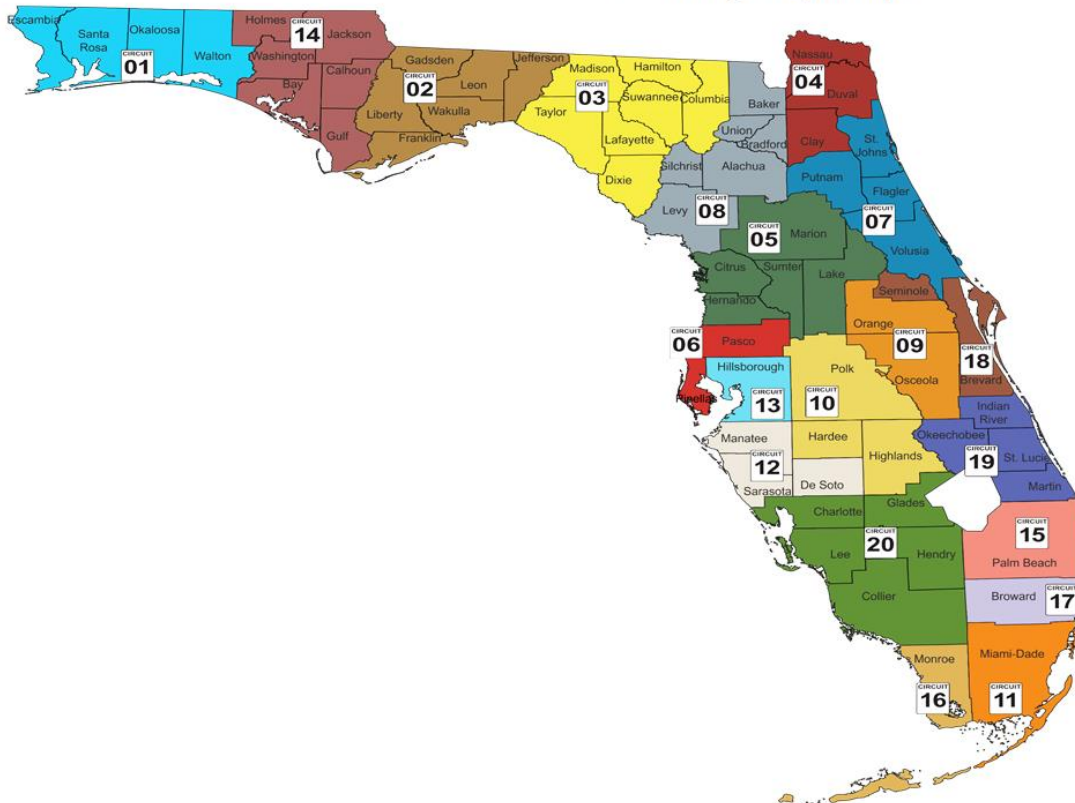 Escambia
Santa
Rosa
Okaloosa
Walton
CIRCUIT
01
Holmes
Jackson
Washington
Calhoun
Bay
Gulf
CIRCUIT
14
Gadsden
Jefferson
Leon
Liberty
Wakulla
Franklin
CIRCUIT
02
Madison
Hamilton
Taylor
Suwannee
Columbia
Lafayette
Dixie
CIRCUIT
03
Nassau
Duval
Clay
CIRCUIT
04
Baker
Union
Bradford
Gilchrist
Alachua
Levy
CIRCUIT
08
St.
Johns
Putnam
Flagler
Volusia
CIRCUIT
07
Marion
Citrus
Sumter
Lake
Hernando
CIRCUIT
05
Pasco
Pinellas
CIRCUIT
06
Seminole
Brevard
CIRCUIT
18
Orange
Osceola
CIRCUIT
09
Hillsborough
CIRCUIT
13
Polk
Hardee
Highlands
CIRCUIT
10
Indian
River
Okeechobee
St. Lucie
Martin
CIRCUIT
19
Manatee
Sarasota
De Soto
CIRCUIT
12
Charlotte
Glades
Lee
Hendry
Collier
CIRCUIT
20
CIRCUIT
15
Palm Beach
Broward
CIRCUIT
17
Miami-Dade
CIRCUIT
11
Monroe
CIRCUIT
16